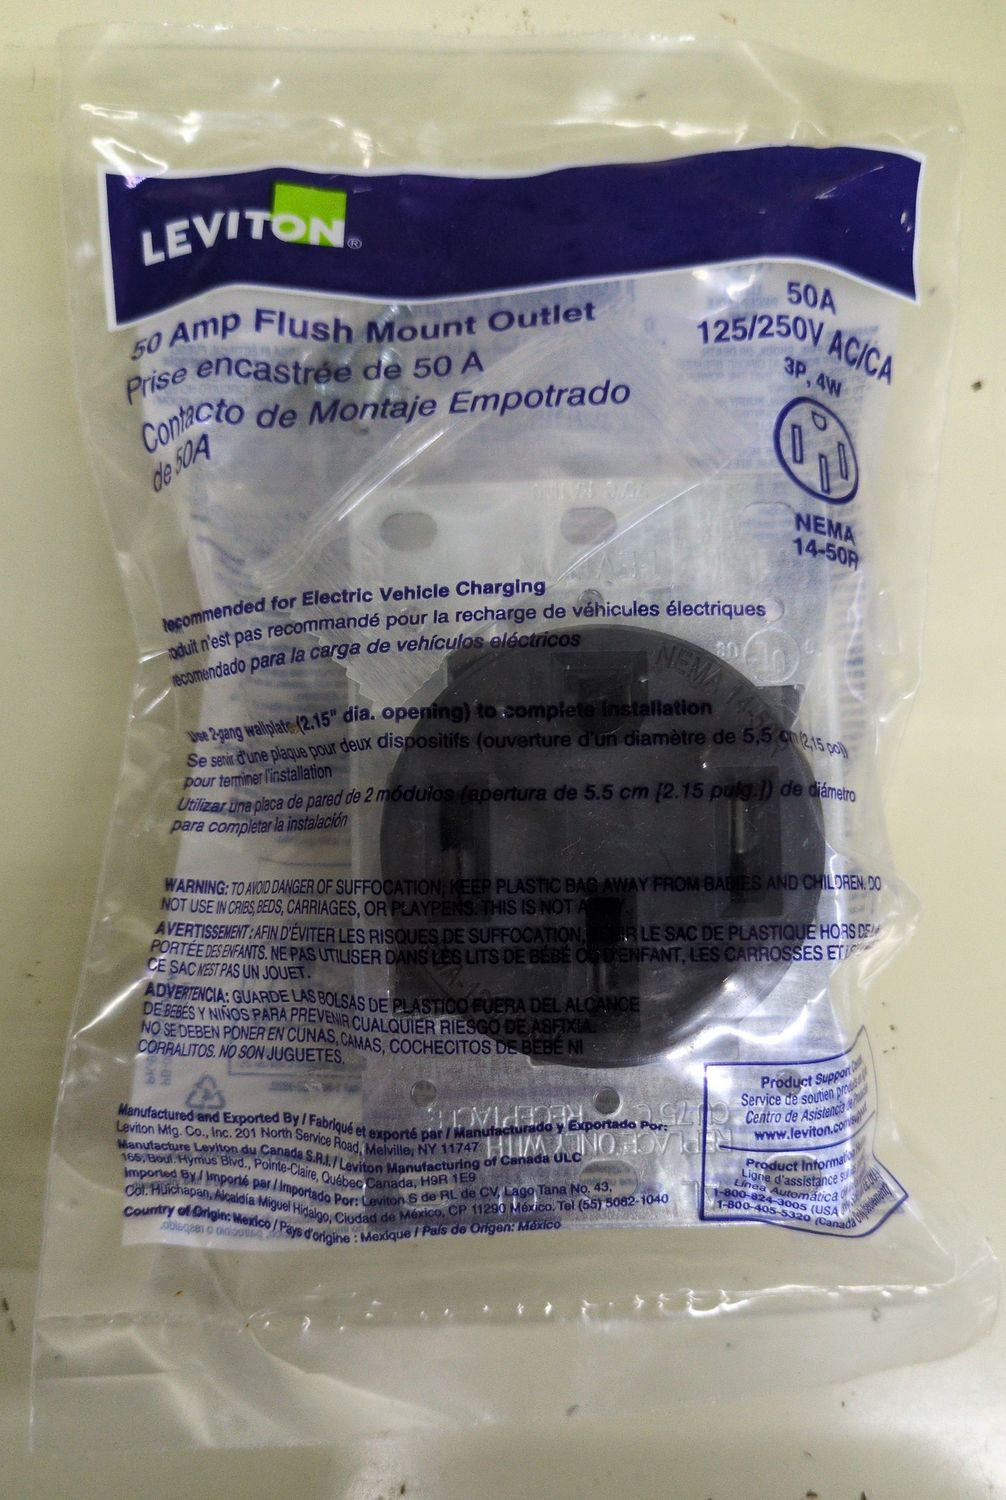 LEVITON®
50 Amp Flush Mount Outlet
Prise encastrée de 50 A
Contacto de Montaje Empotrado
de 50A
50A
125/250V AC/CA
3P, 4W
NEMA
14-50R
recommended for Electric Vehicle Charging
oduit n'est pas recommandé pour la recharge de véhicules électriques
recomendado para la carga de vehículos eléctricos
NEMA 14-50
Use 2-gang wallplate (2.15" dia. opening) to complete installation
Se servir d'une plaque pour deux dispositifs (ouverture d'un diamètre de 5,5 cm (2,15 po))
pour terminer l'installation
Utilizar una placa de pared de 2 módulos (apertura de 5.5 cm [2.15 pulg.]) de diámetro
para completar la instalación
WARNING: TO AVOID DANGER OF SUFFOCATION, KEEP PLASTIC BAG AWAY FROM BABIES AND CHILDREN. DO
NOT USE IN CRIBS, BEDS, CARRIAGES, OR PLAYPENS. THIS IS NOT A
AVERTISSEMENT : AFIN D'ÉVITER LES RISQUES DE SUFFOCATION, LE SAC DE PLASTIQUE HORS DE
PORTÉE DES ENFANTS. NE PAS UTILISER DANS LES LITS DE BÉBÉ OU D'ENFANT, LES CARROSSES ET
CE SAC N'EST PAS UN JOUET.
ADVERTENCIA: GUARDE LAS BOLSAS DE PLASTICO FUERA DEL ALCANCE
DE BEBÉS Y NIÑOS PARA PREVENIR CUALQUIER RIESGO DE ASFIXIA.
NO SE DEBEN PONER EN CUNAS, CAMAS, COCHECITOS DE BEBÉ NI
CORRALITOS. NO SON JUGUETES.
Manufactured and Exported By / Fabriqué et exporté par / Manufacturado y Exportado Por:
Leviton Mfg. Co., Inc. 201 North Service Road, Melville, NY 11747
Manufacture Leviton du Canada S.R.I. / Leviton Manufacturing of Canada ULC
165, Boul. Hymus Blvd., Pointe-Claire, Québec, Canada, H9R 1E9
Imported By / Importé par / Importado Por: Leviton S de RL de CV, Lago Tana No. 43,
Col. Huichapan, Alcaldía Miguel Hidalgo, Ciudad de México, CP 11290 México. Tel (55) 5082-1040
Country of Origin: Mexico / Pays d'origine : Mexique / País de Origen: México
Product Support
Service de soutien
Centro de Asistencia
www.leviton.com
Product Information
Ligne d'assistance
Línea Automática
1-800-824-3005 (USA
1-800-405-5320 (Canada Only